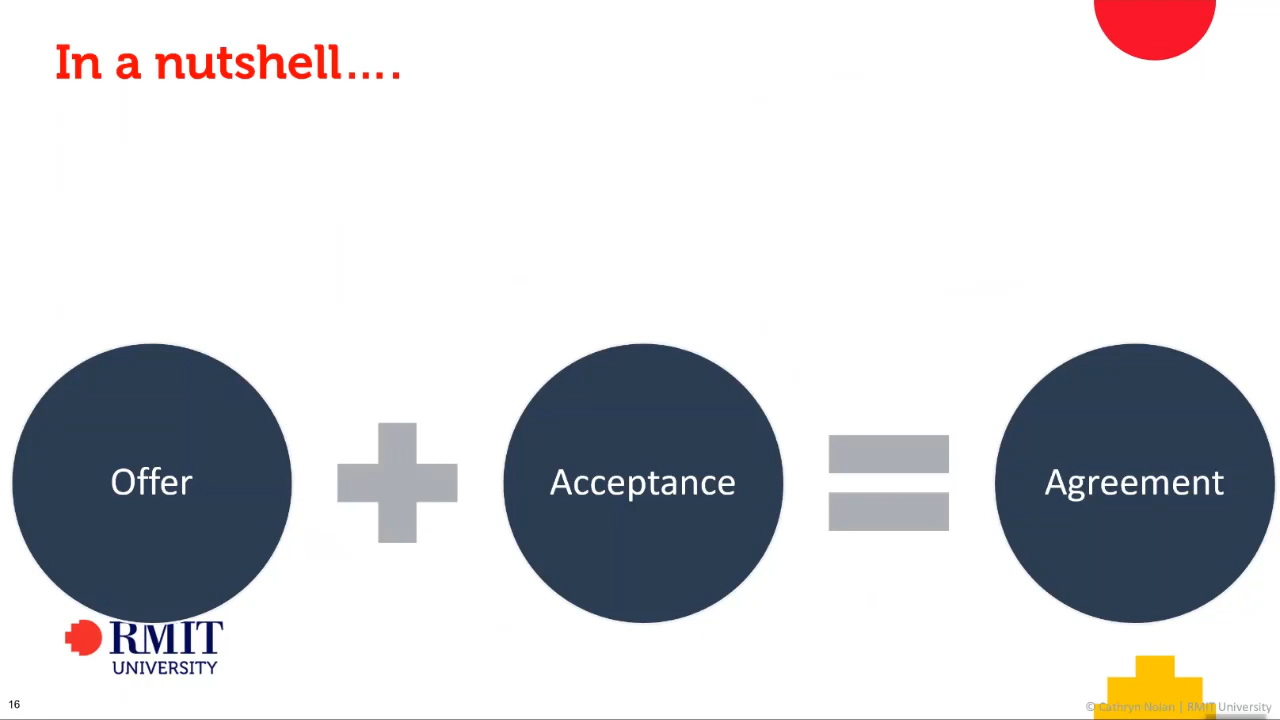 In a nutshell....
Offer
Acceptance
Agreement
RMIT
UNIVERSITY
16
© Cathryn Nolan | RMIT University